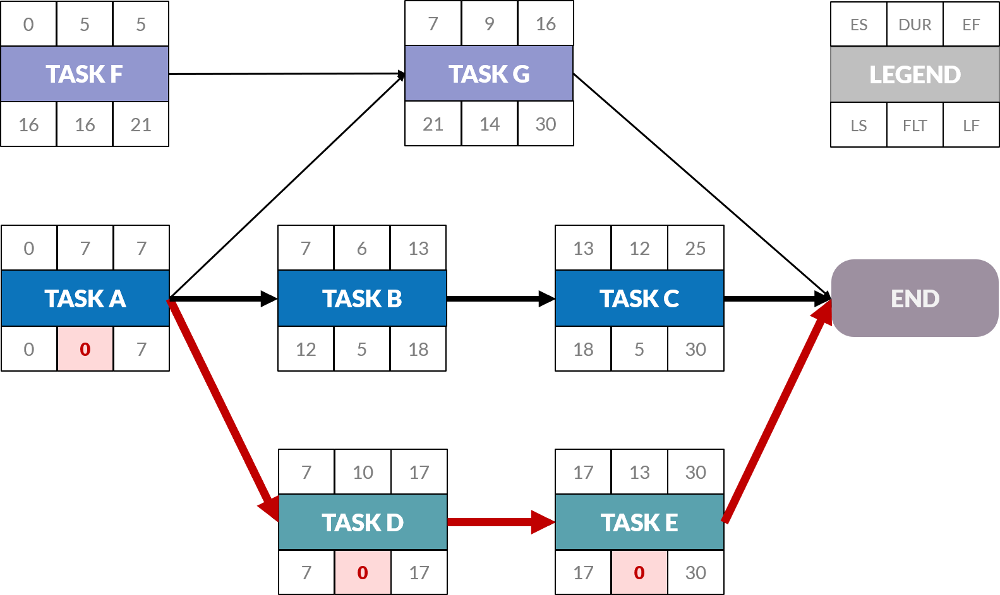 0 5 5
TASK F
16 16 21
7 9 16
TASK G
21 14 30
ES DUR EF
LEGEND
LS FLT LF
0 7 7
TASK A
0 0 7
7 6 13
TASK B
12 5 18
13 12 25
TASK C
18 5 30
END
7 10 17
TASK D
7 0 17
17 13 30
TASK E
17 0 30